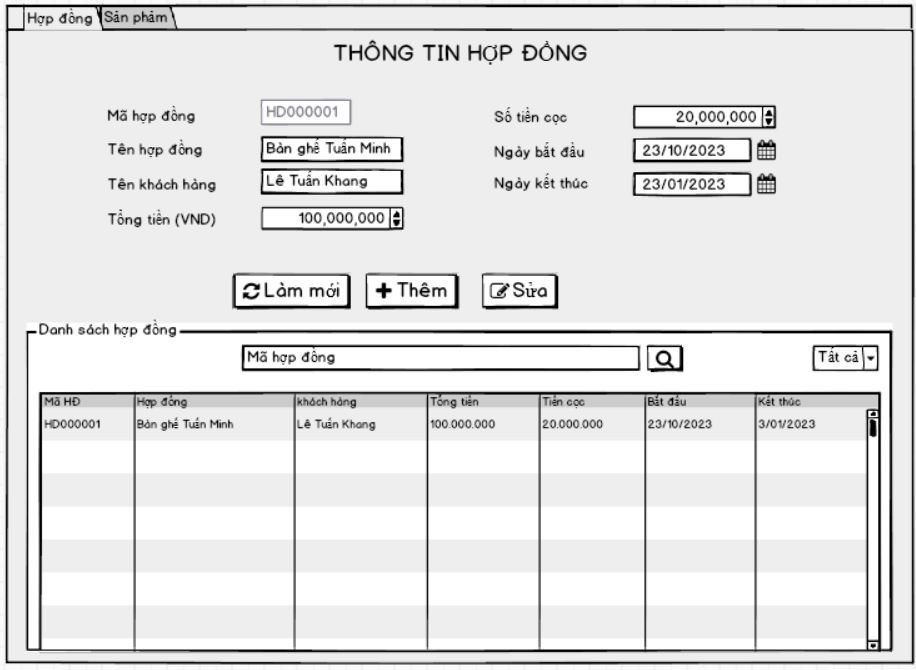 Hợp đồng Sản phẩm
THÔNG TIN HỢP ĐỒNG
Mã hợp đồng HD000001 Số tiền cọc 20,000,000
Tên hợp đồng Bàn ghế Tuấn Minh Ngày bắt đầu 23/10/2023
Tên khách hàng Lê Tuấn Khang Ngày kết thúc 23/01/2023
Tổng tiền (VND) 100,000,000
Làm mới Thêm Sửa
Danh sách hợp đồng
Mã hợp đồng Tất cả
Mã HĐ Hợp đồng khách hàng Tổng tiền Tiền cọc Bắt đầu Kết thúc
HD000001 Bàn ghế Tuấn Minh Lê Tuấn Khang 100.000.000 20.000.000 23/10/2023 3/01/2023